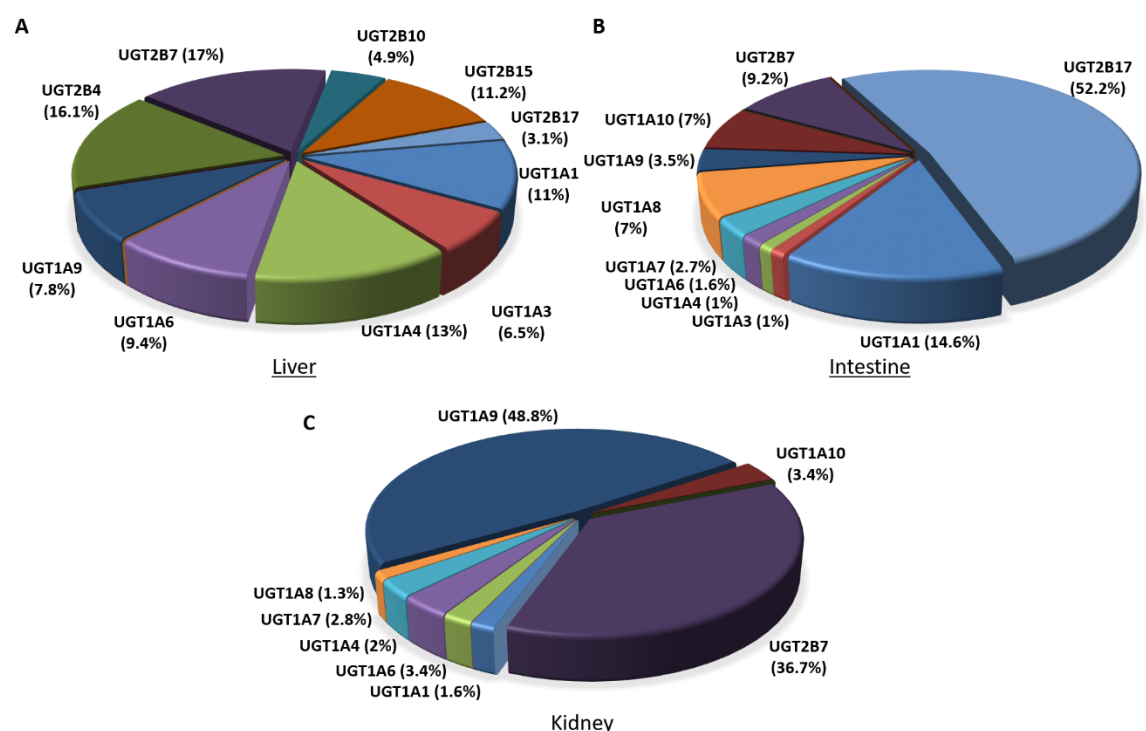 A
UGT2B7 (17%)
UGT2B10
(4.9%)
UGT2B15
(11.2%)
UGT2B17
(3.1%)
UGT1A1
(11%)
UGT1A3
(6.5%)
UGT1A4 (13%)
UGT1A6
(9.4%)
UGT1A9
(7.8%)
UGT2B4
(16.1%)
Liver
B
UGT2B7
(9.2%)
UGT2B17
(52.2%)
UGT1A10 (7%)
UGT1A9 (3.5%)
UGT1A8
(7%)
UGT1A7 (2.7%)
UGT1A6 (1.6%)
UGT1A4 (1%)
UGT1A3 (1%)
UGT1A1 (14.6%)
Intestine
C
UGT1A9 (48.8%)
UGT1A10
(3.4%)
UGT1A8 (1.3%)
UGT1A7 (2.8%)
UGT1A4 (2%)
UGT1A6 (3.4%)
UGT1A1 (1.6%)
UGT2B7
(36.7%)
Kidney